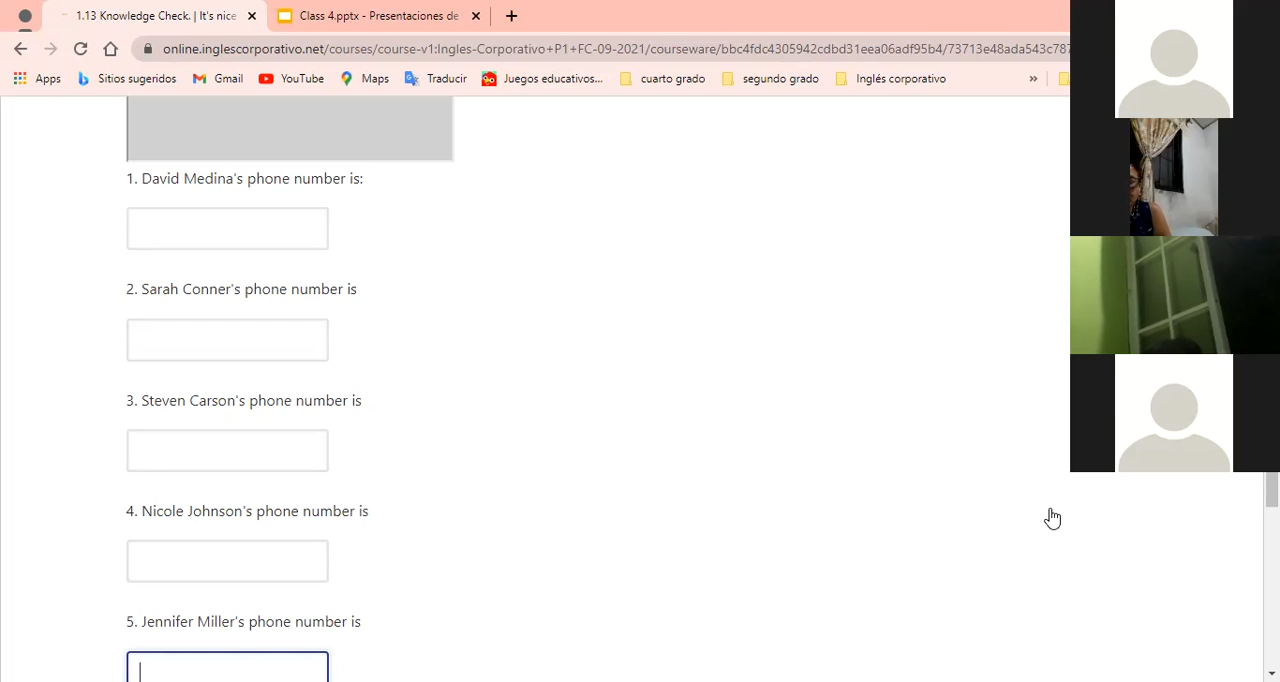 1.13 Knowledge Check. | It's nice
Class 4.pptx - Presentaciones de
online.inglescorporativo.net/courses/course-v1:Ingles-Corporativo+P1+FC-09-2021/courseware/bbc4fdc4305942cdbd31eea06adf95b4/73713e48ada543c787
Apps
Sitios sugeridos
Gmail
YouTube
Maps
Traducir
Juegos educativos...
cuarto grado
segundo grado
Inglés corporativo
»
1. David Medina's phone number is:
2. Sarah Conner's phone number is
3. Steven Carson's phone number is
4. Nicole Johnson's phone number is
5. Jennifer Miller's phone number is